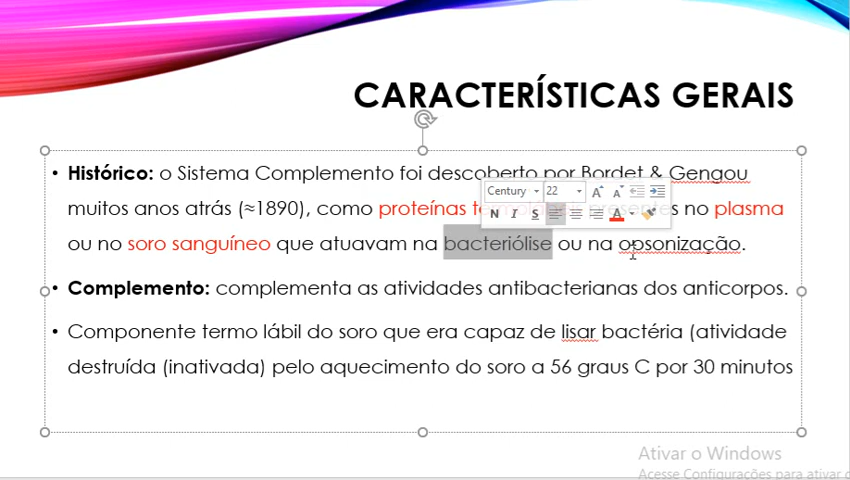 CARACTERÍSTICAS GERAIS
• Histórico: o Sistema Complemento foi descoberto por Bordet & Gengou
Century 22
muitos anos atrás (≈1890), como proteínas presentes no plasma
N I S A
ou no soro sanguíneo que atuavam na bacteriólise ou na opsonização.
• Complemento: complementa as atividades antibacterianas dos anticorpos.
• Componente termo lábil do soro que era capaz de lisar bactéria (atividade
destruída (inativada) pelo aquecimento do soro a 56 graus C por 30 minutos
Ativar o Windows
Acesse Configurações para ativar o